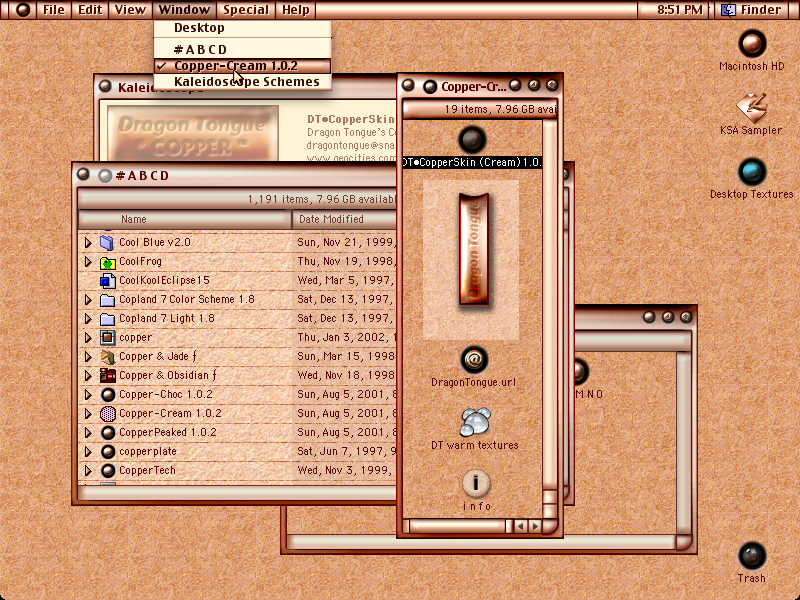 File Edit View Window Special Help 8:51 PM Finder
Desktop
#ABCD
Copper-Cream 1.0.2
Kaleidoscope Schemes
Macintosh HD
KSA Sampler
Desktop Textures
Trash
Dragon Tongue
* COPPER ™
DT•CopperSkin
Dragon Tongue's C
dragontongue@sna
www.geocities.com
#ABCD
1,191 items, 7.96 GB availabl
Name Date Modified
Cool Blue v2.0 Sun, Nov 21, 1999,
CoolFrog Thu, Nov 19, 1998,
CoolKoolEclipse15 Wed, Mar 5, 1997,
Copland 7 Color Scheme 1.8 Sat, Dec 13, 1997,
Copland 7 Light 1.8 Sat, Dec 13, 1997,
copper Thu, Jan 3, 2002,
Copper & Jade ƒ Sun, Mar 15, 1998
Copper & Obsidian ƒ Wed, Nov 18, 1998
Copper-Choc 1.0.2 Sun, Aug 5, 2001,
Copper-Cream 1.0.2 Sun, Aug 5, 2001,
CopperPeaked 1.0.2 Sun, Aug 5, 2001,
copperplate Sat, Jun 7, 1997,
CopperTech Wed, Nov 3, 1999,
Copper-Cr...
19 items, 7.96 GB avai
DT•CopperSkin (Cream) 1.0.
Dragon Tongue
DragonTongue.url
DT warm textures
info
MNO